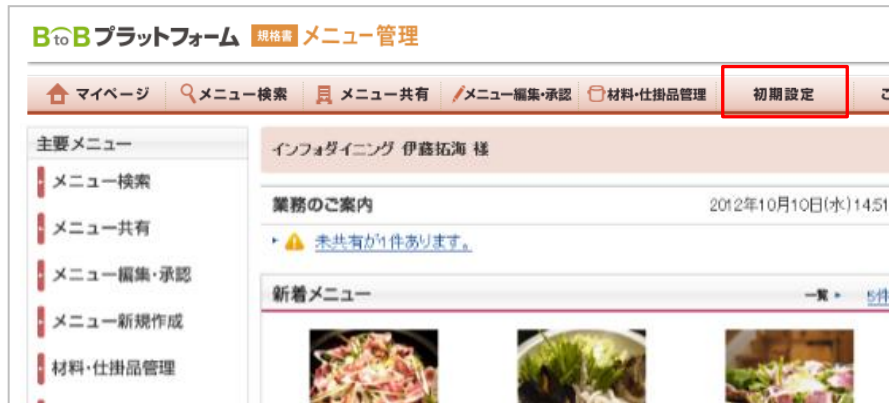 BtoBプラットフォーム 規格書 メニュー管理
マイページ メニュー検索 メニュー共有 メニュー編集・承認 材料・仕掛品管理 初期設定
主要メニュー
メニュー検索
メニュー共有
メニュー編集・承認
メニュー新規作成
材料・仕掛品管理
インフォダイニング 伊藤拓海 様
業務のご案内 2012年10月10日(水)14:51
未共有が1件あります。
新着メニュー 一覧 5件